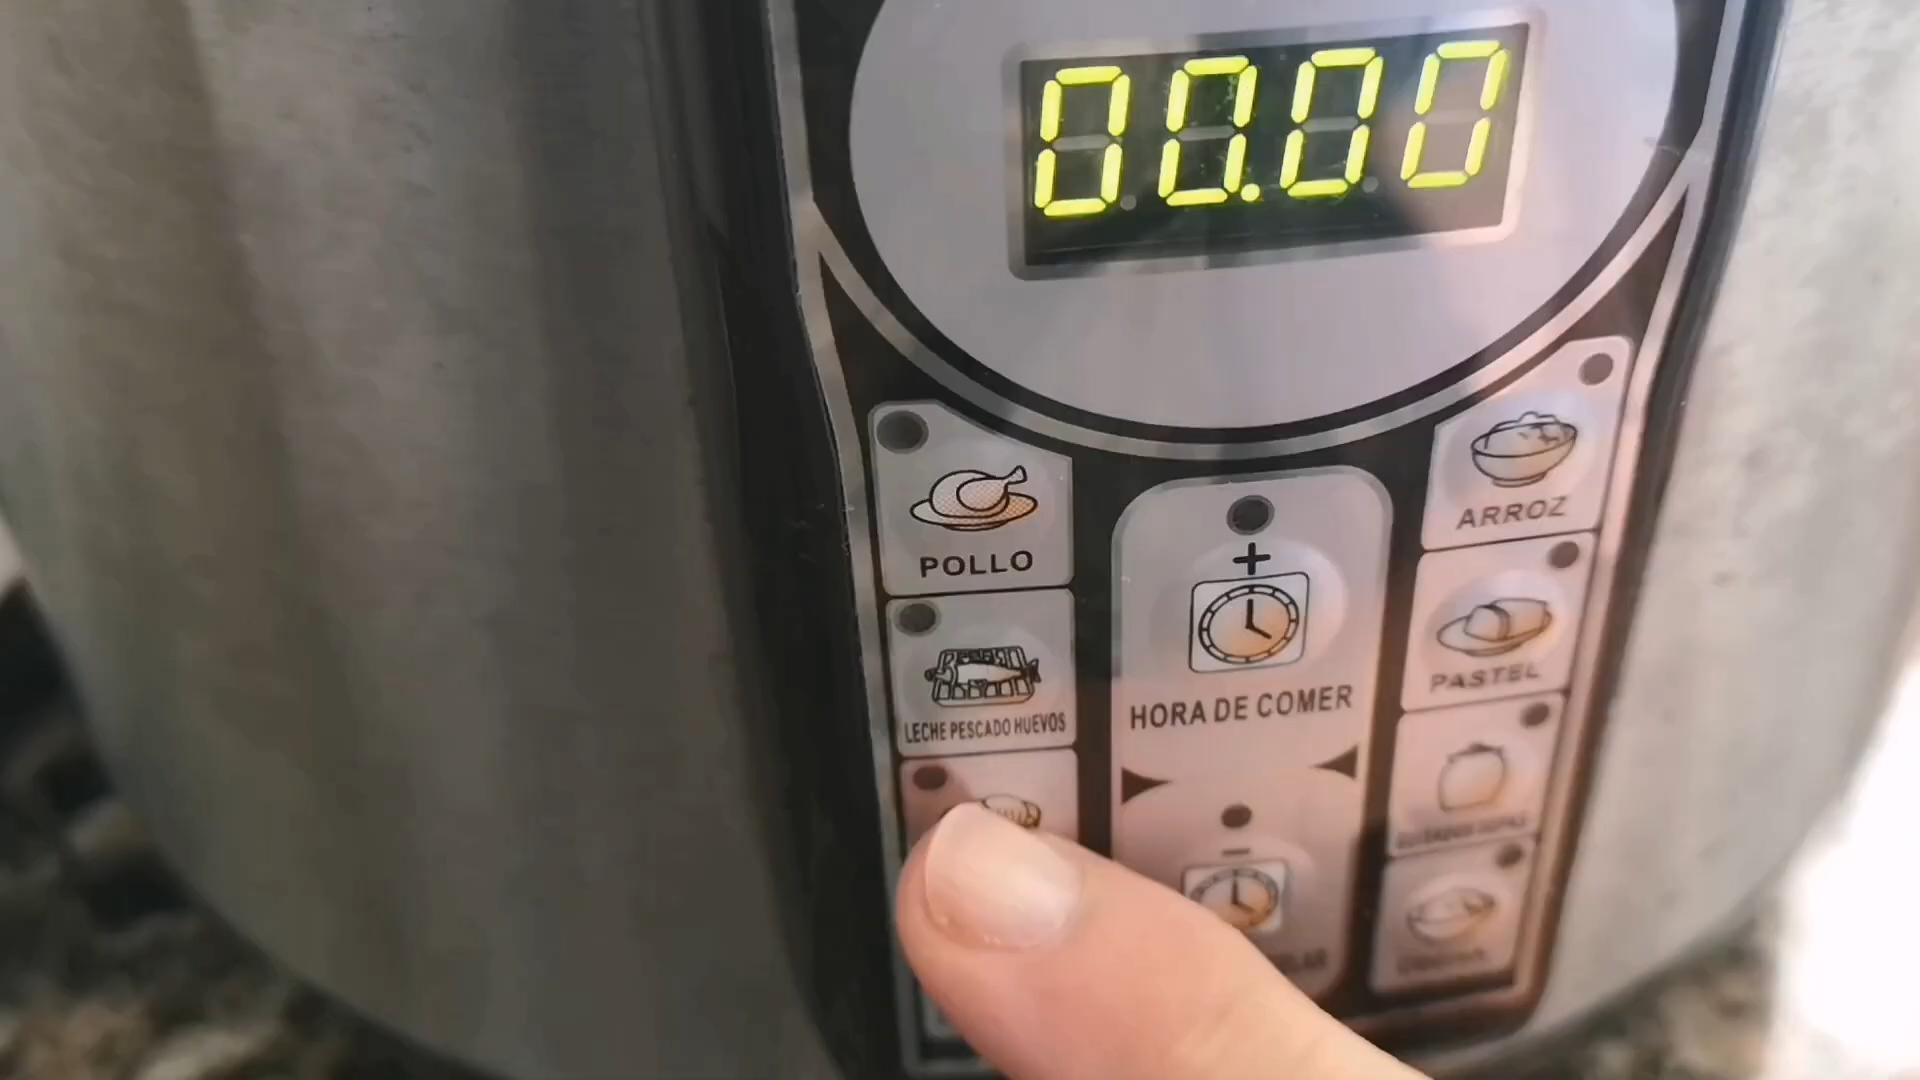 00.00
POLLO
LECHE PESCADO HUEVOS
+
HORA DE COMER
-
ARROZ
PASTEL